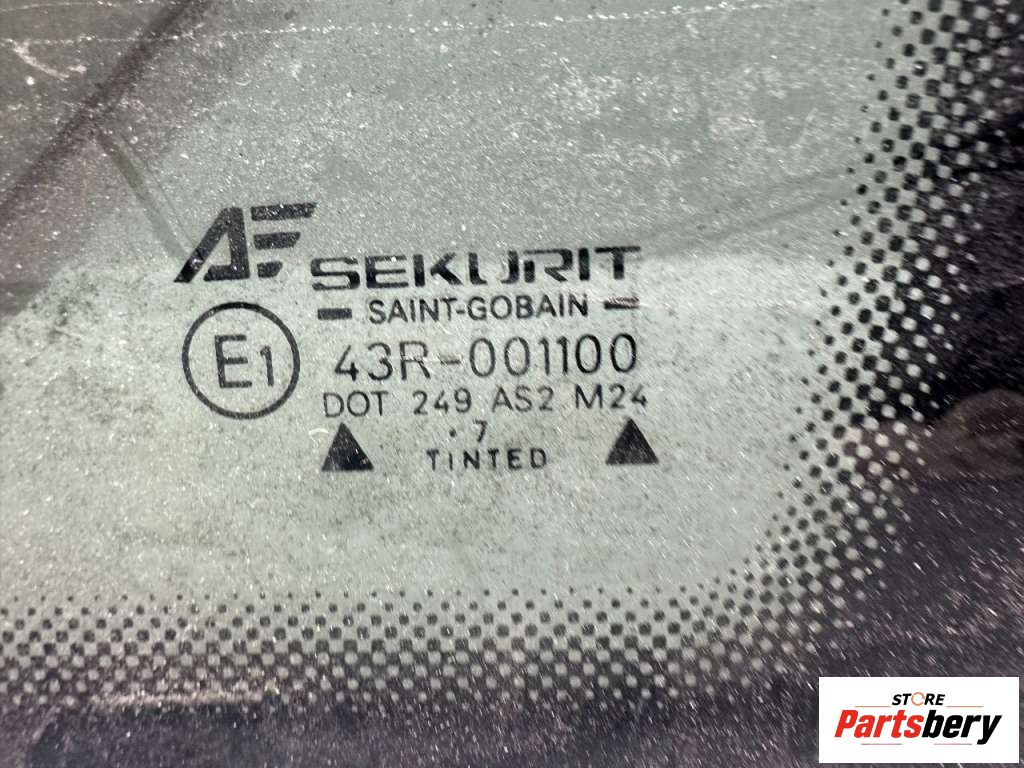 AF
SEKURIT
SAINT-GOBAIN
E1
43R-001100
DOT 249 AS2 M24
. 7
TINTED
STORE
Partsbery